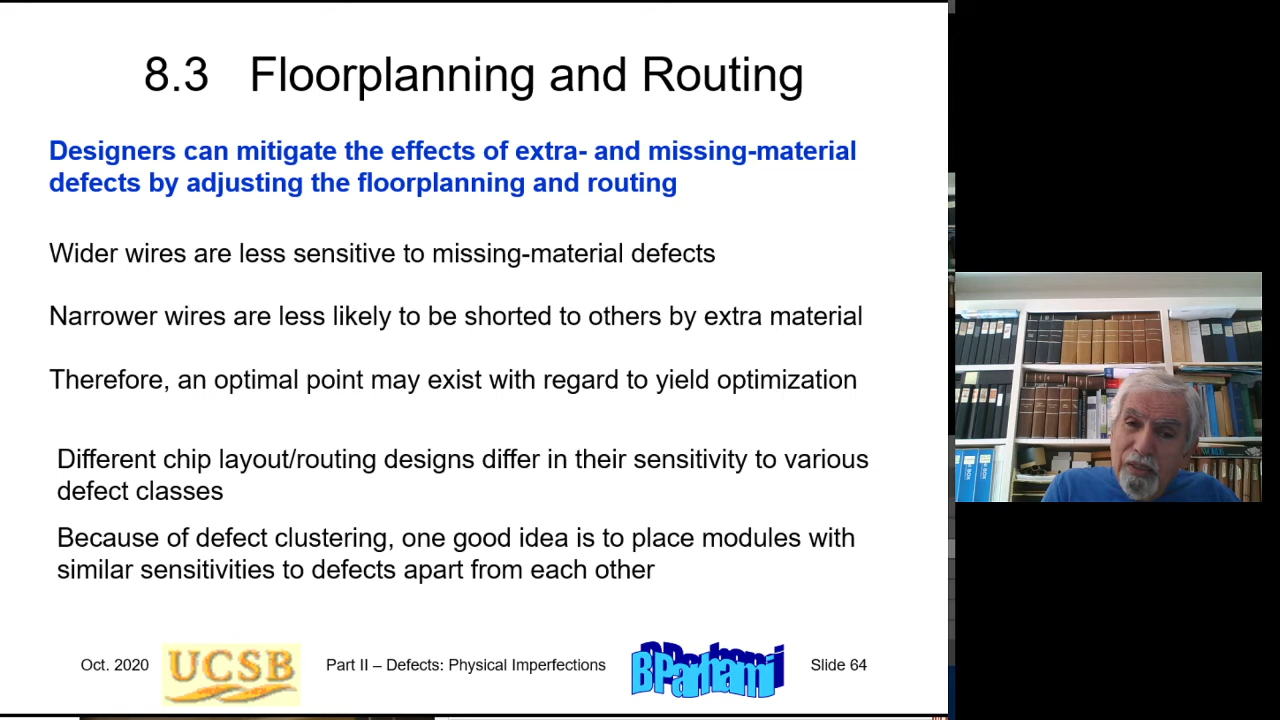 8.3 Floorplanning and Routing
Designers can mitigate the effects of extra- and missing-material
defects by adjusting the floorplanning and routing
Wider wires are less sensitive to missing-material defects
Narrower wires are less likely to be shorted to others by extra material
Therefore, an optimal point may exist with regard to yield optimization
Different chip layout/routing designs differ in their sensitivity to various
defect classes
Because of defect clustering, one good idea is to place modules with
similar sensitivities to defects apart from each other
Oct. 2020
UCSB
Part II – Defects: Physical Imperfections
BParhami
Slide 64